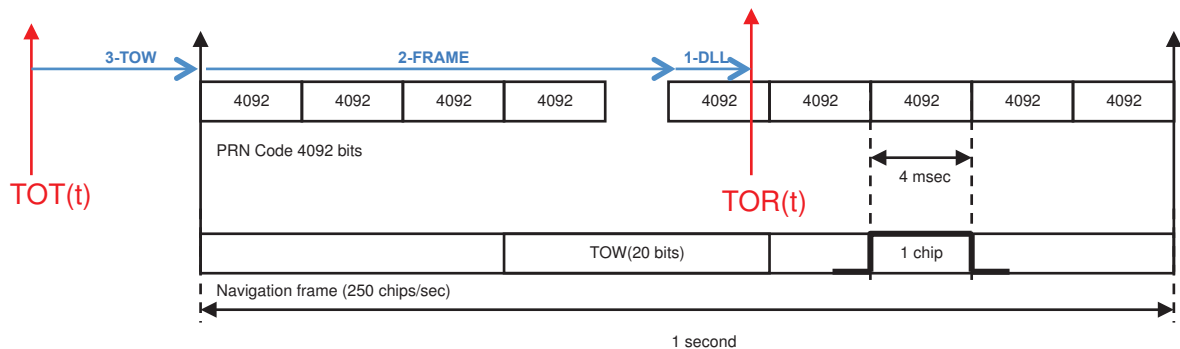 3-TOW 2-FRAME 1-DLL
4092 4092 4092 4092 4092 4092 4092 4092 4092
PRN Code 4092 bits
4 msec
TOT(t) TOR(t)
TOW(20 bits) 1 chip
Navigation frame (250 chips/sec)
1 second